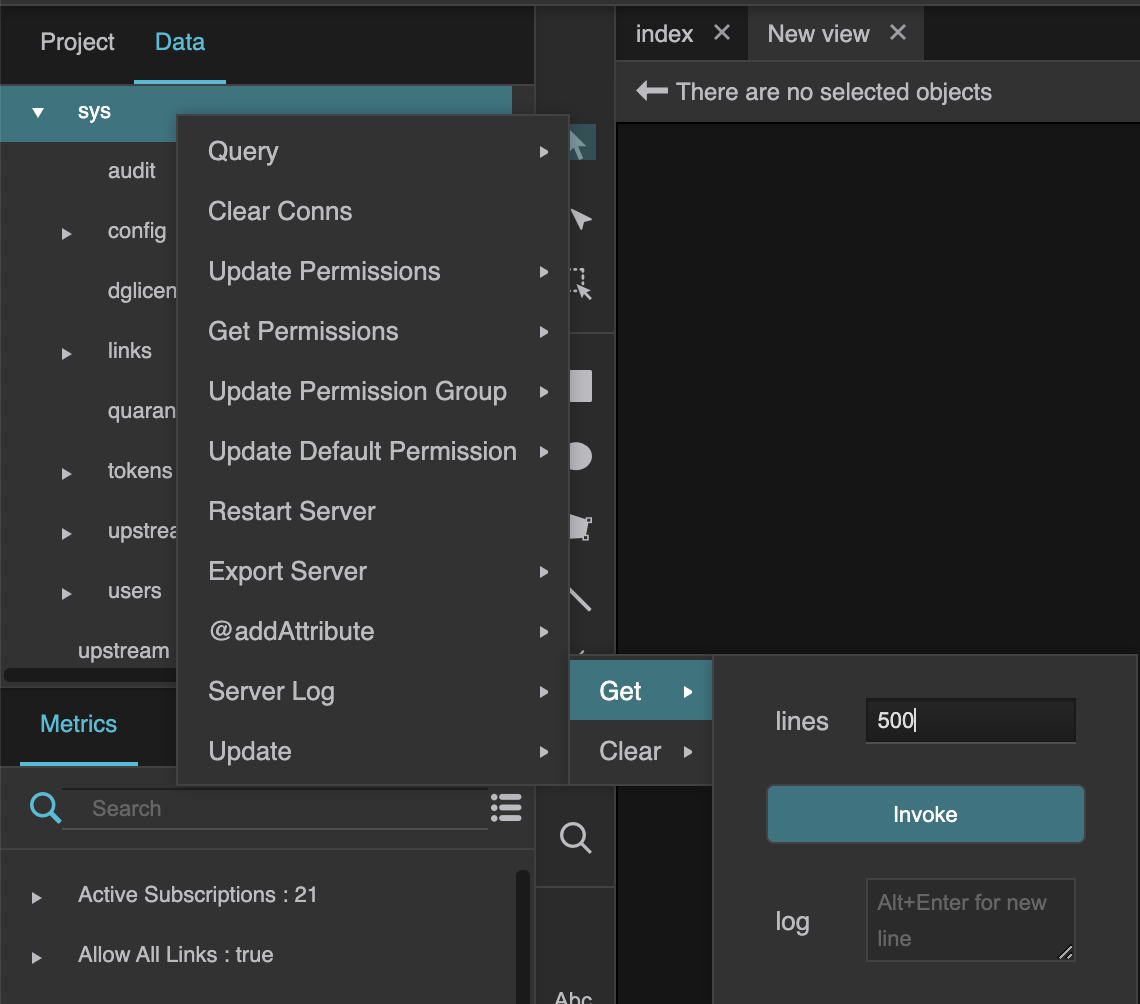 Project
Data
index
New view
There are no selected objects
sys
audit
config
dglicen
links
quaran
tokens
upstrea
users
upstream
Query
Clear Conns
Update Permissions
Get Permissions
Update Permission Group
Update Default Permission
Restart Server
Export Server
@addAttribute
Server Log
Update
Get
Clear
lines
500
Invoke
log
Alt+Enter for new
line
Metrics
Search
Active Subscriptions : 21
Allow All Links : true
Abc